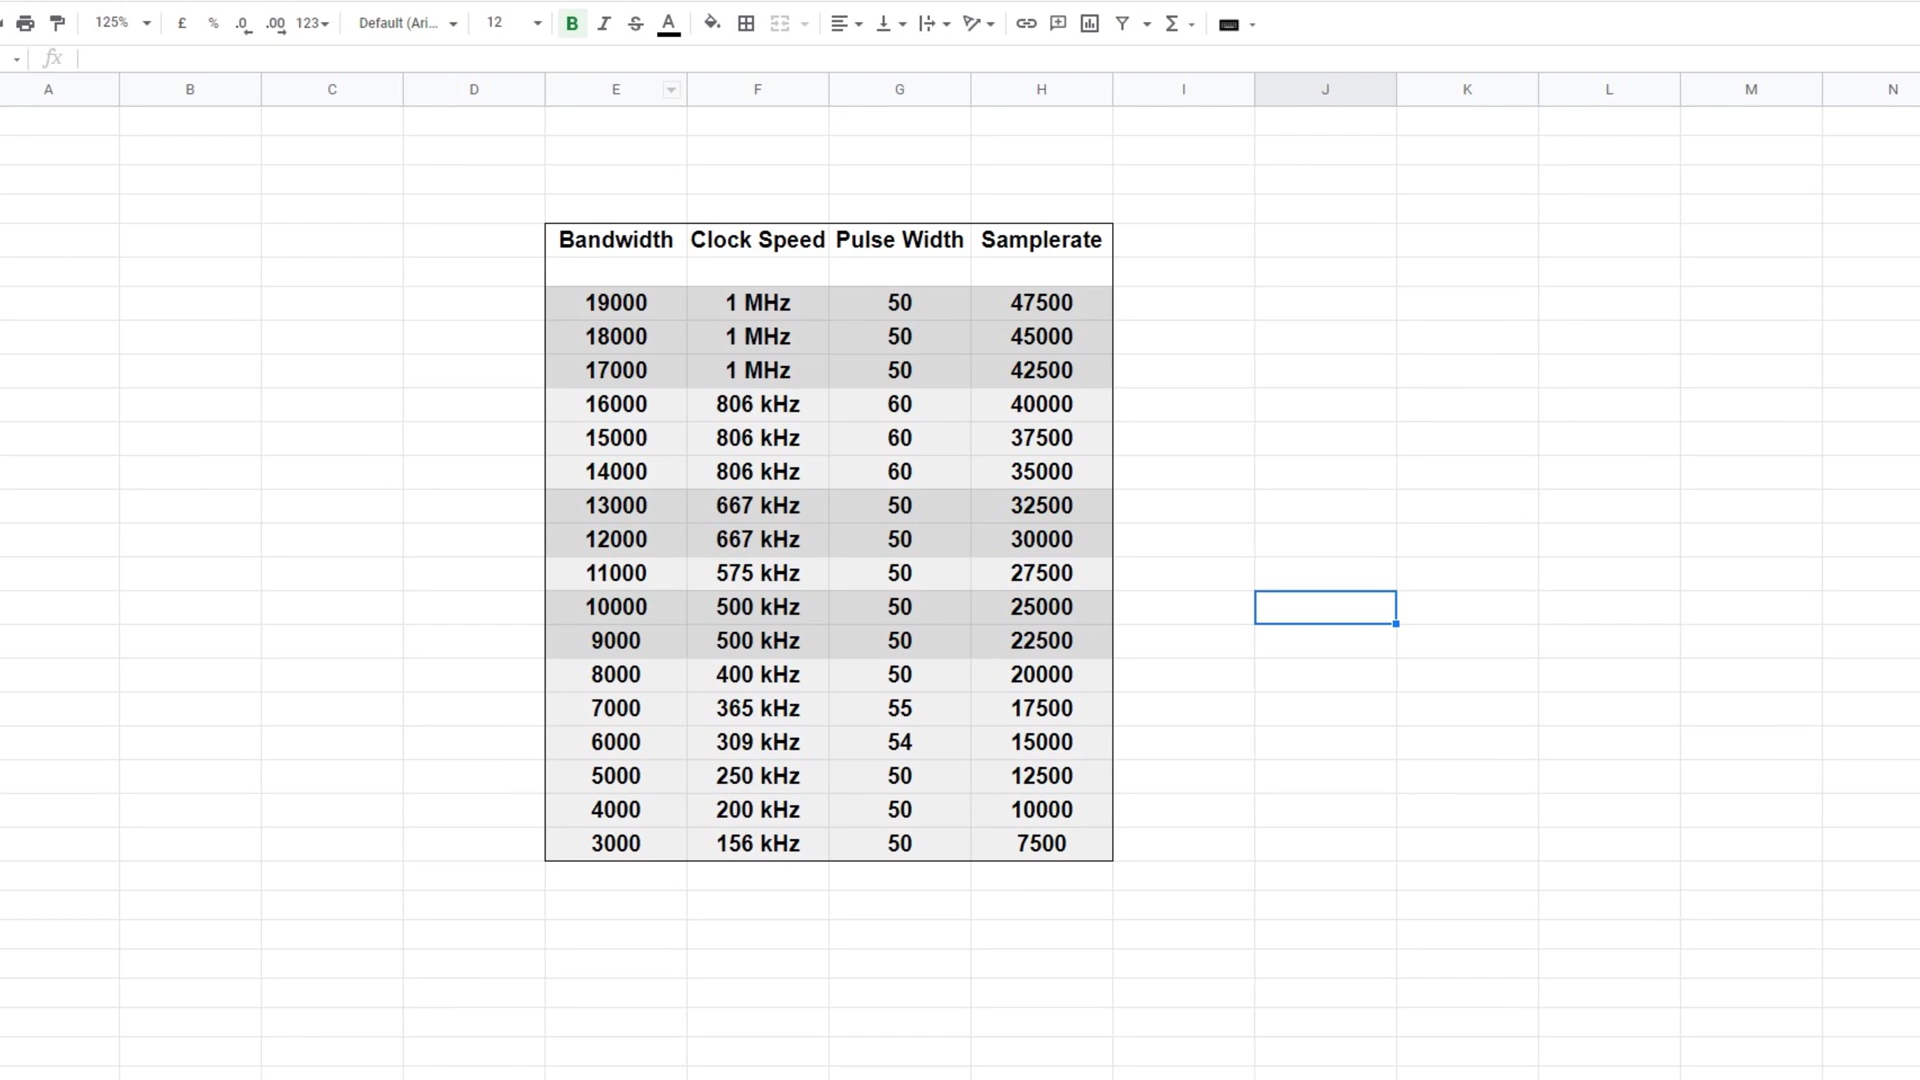 125% £ % .0 .00 123 Default (Ari... 12 B I S A Σ
fx
A B C D E F G H I J K L M N
Bandwidth Clock Speed Pulse Width Samplerate
19000 1 MHz 50 47500
18000 1 MHz 50 45000
17000 1 MHz 50 42500
16000 806 kHz 60 40000
15000 806 kHz 60 37500
14000 806 kHz 60 35000
13000 667 kHz 50 32500
12000 667 kHz 50 30000
11000 575 kHz 50 27500
10000 500 kHz 50 25000
9000 500 kHz 50 22500
8000 400 kHz 50 20000
7000 365 kHz 55 17500
6000 309 kHz 54 15000
5000 250 kHz 50 12500
4000 200 kHz 50 10000
3000 156 kHz 50 7500